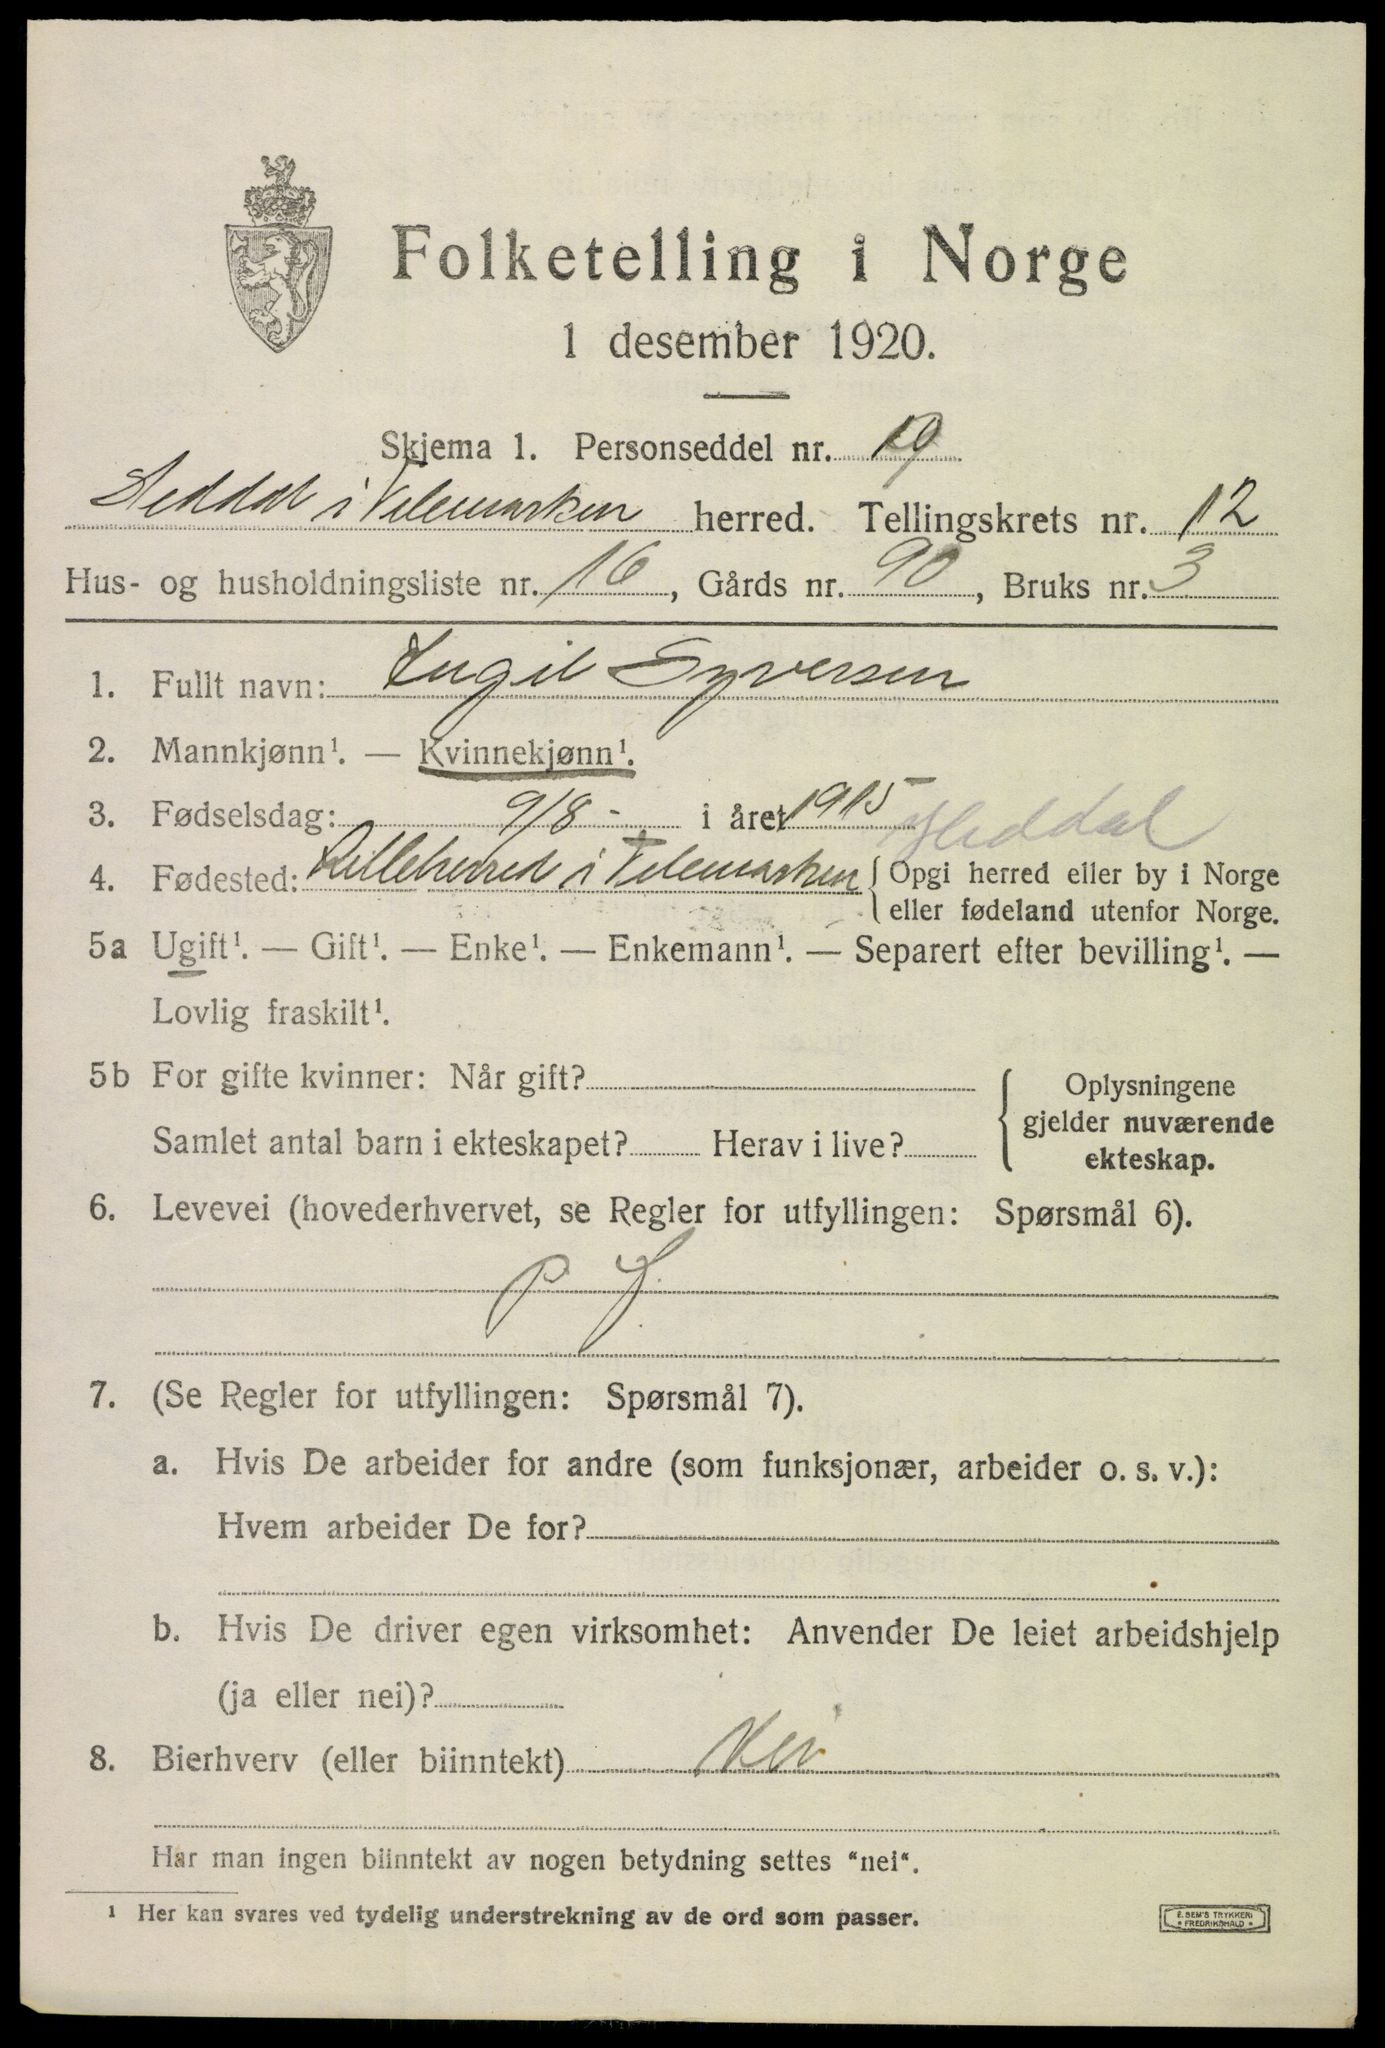 Folketelling i Norge
1 desember 1920.
Skjema 1. Personseddel nr. 19
Heddal i Telemarken herred. Tellingskrets nr. 12
Hus- og husholdningsliste nr. 16, Gårds nr. 90, Bruks nr. 3
1. Fullt navn: Syversen
2. Mannkjønn¹. — Kvinnekjønn¹.
3. Fødselsdag: 9/8 - i året 1915 Heddal
4. Fødested: Lilleherred i Telemarken { Opgi herred eller by i Norge
eller fødeland utenfor Norge.
5a Ugift¹. — Gift¹. — Enke¹. — Enkemann¹. — Separert efter bevilling¹. —
Lovlig fraskilt¹.
5b For gifte kvinner: Når gift? { Oplysningene
gjelder nuværende
Samlet antal barn i ekteskapet? Herav i live? ekteskap.
6. Levevei (hovederhvervet, se Regler for utfyllingen: Spørsmål 6).
7. (Se Regler for utfyllingen: Spørsmål 7).
a. Hvis De arbeider for andre (som funksjonær, arbeider o. s. v.):
Hvem arbeider De for?
b. Hvis De driver egen virksomhet: Anvender De leiet arbeidshjelp
(ja eller nei)?
8. Bierhverv (eller biinntekt) Nei
Har man ingen biinntekt av nogen betydning settes "nei".
¹ Her kan svares ved tydelig understrekning av de ord som passer.
E. SEM'S TRYKKERI
• FREDRIKSHALD •